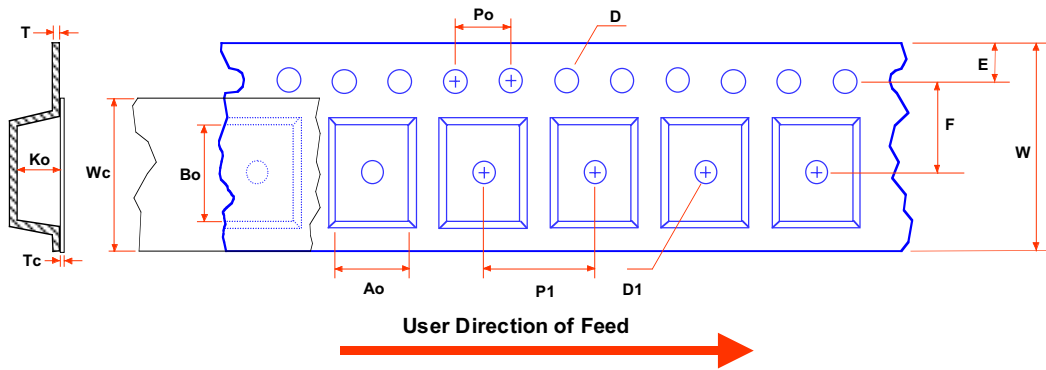 T
Po
D
E
F
W
Ko
Wc
Bo
Tc
Ao
P1
D1
User Direction of Feed